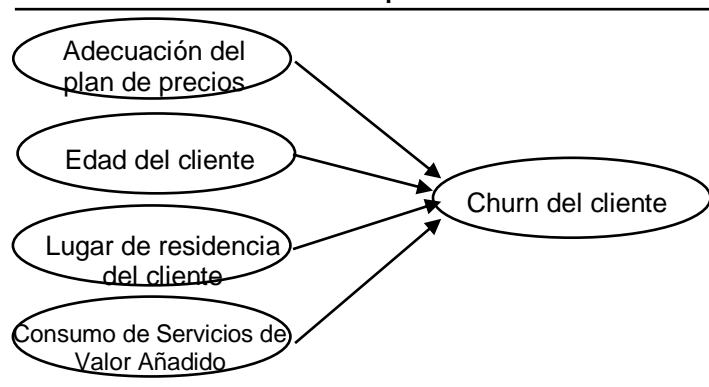 Adecuación del
plan de precios
Edad del cliente
Churn del cliente
Lugar de residencia
del cliente
Consumo de Servicios de
Valor Añadido